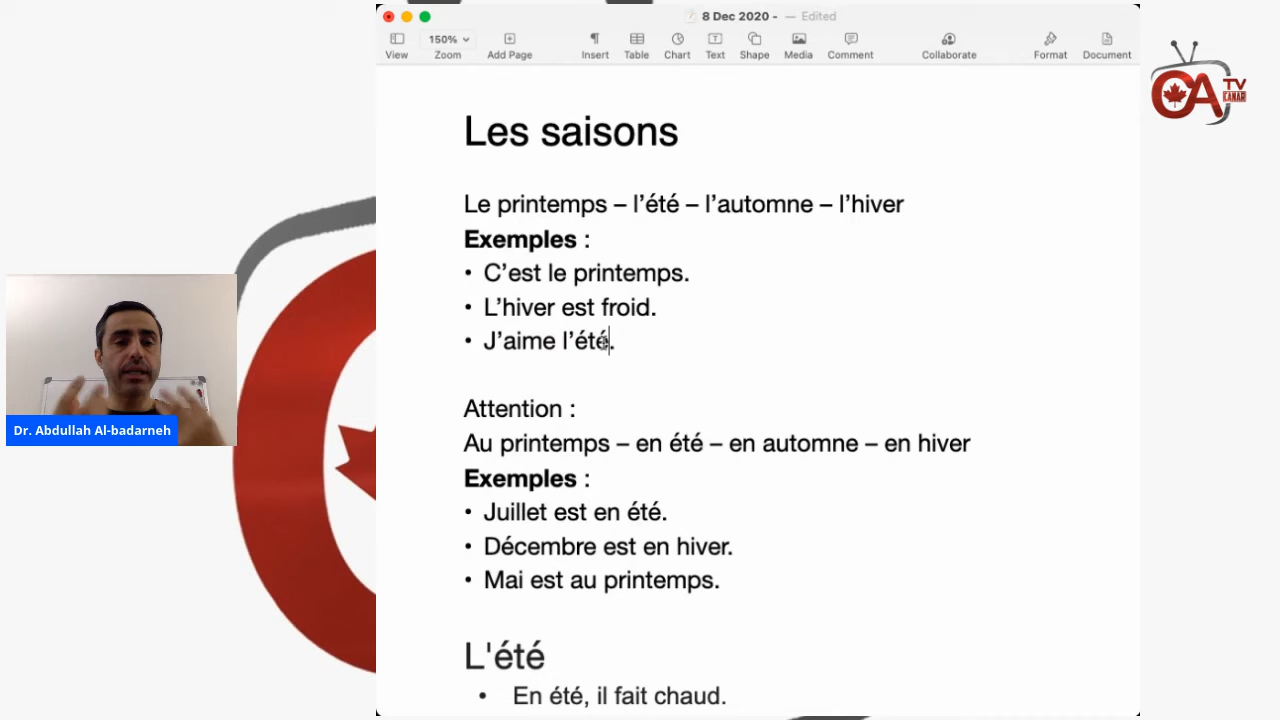 8 Dec 2020 - — Edited
View
150%
Zoom
Add Page
Insert
Table
Chart
Text
Shape
Media
Comment
Collaborate
Format
Document
CA TV
KANAR
Les saisons
Le printemps – l’été – l’automne – l’hiver
Exemples :
• C’est le printemps.
• L’hiver est froid.
• J’aime l’été.
Attention :
Au printemps – en été – en automne – en hiver
Exemples :
• Juillet est en été.
• Décembre est en hiver.
• Mai est au printemps.
L'été
• En été, il fait chaud.
Dr. Abdullah Al-badarneh